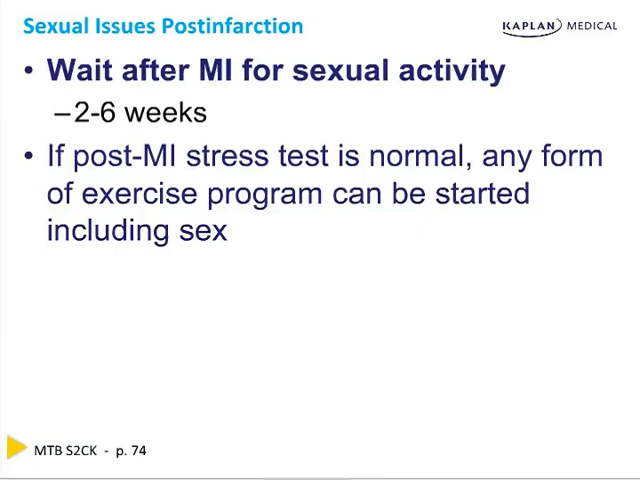 Sexual Issues Postinfarction
KAPLAN MEDICAL
• Wait after MI for sexual activity
–2-6 weeks
• If post-MI stress test is normal, any form
of exercise program can be started
including sex
MTB S2CK - p. 74